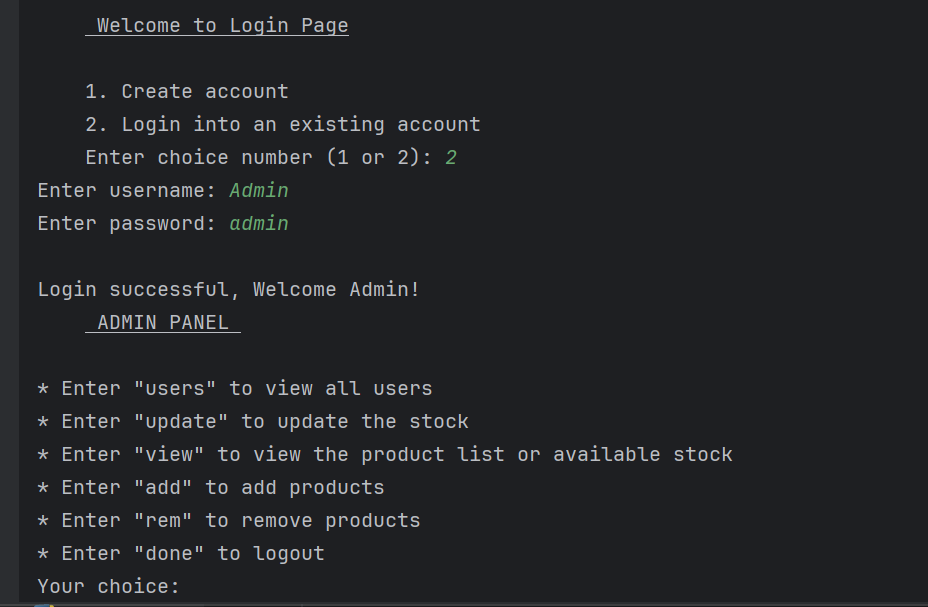 Welcome to Login Page
1. Create account
2. Login into an existing account
Enter choice number (1 or 2): 2
Enter username: Admin
Enter password: admin
Login successful, Welcome Admin!
ADMIN PANEL
* Enter "users" to view all users
* Enter "update" to update the stock
* Enter "view" to view the product list or available stock
* Enter "add" to add products
* Enter "rem" to remove products
* Enter "done" to logout
Your choice: